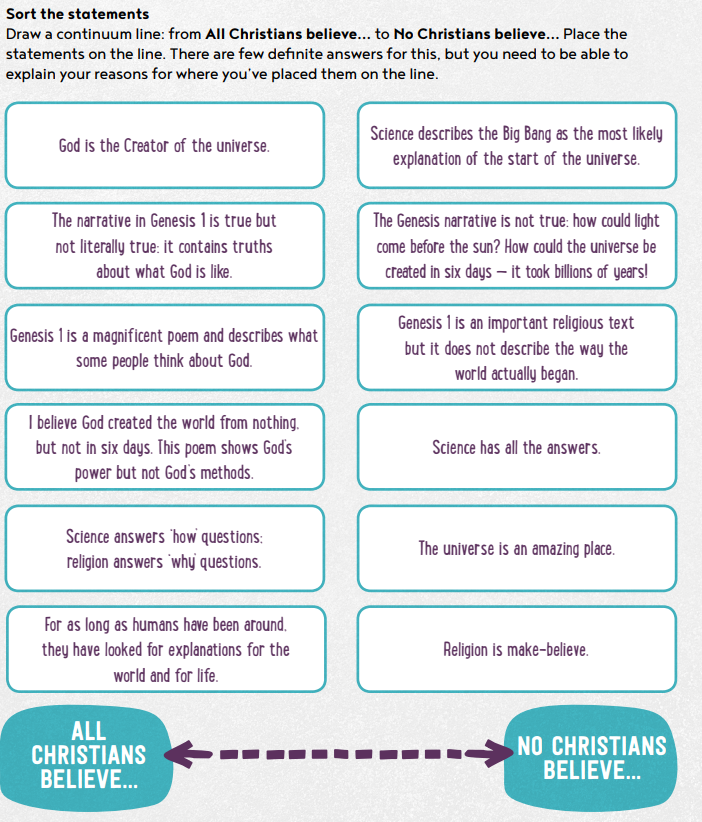 Sort the statements
Draw a continuum line: from All Christians believe... to No Christians believe... Place the
statements on the line. There are few definite answers for this, but you need to be able to
explain your reasons for where you've placed them on the line.
God is the Creator of the universe.
Science describes the Big Bang as the most likely
explanation of the start of the universe.
The narrative in Genesis 1 is true but
not literally true: it contains truths
about what God is like.
The Genesis narrative is not true: how could light
come before the sun? How could the universe be
created in six days – it took billions of years!
Genesis 1 is a magnificent poem and describes what
some people think about God.
Genesis 1 is an important religious text
but it does not describe the way the
world actually began.
I believe God created the world from nothing,
but not in six days. This poem shows God's
power but not God's methods.
Science has all the answers.
Science answers 'how' questions;
religion answers 'why' questions.
The universe is an amazing place.
For as long as humans have been around,
they have looked for explanations for the
world and for life.
Religion is make-believe.
ALL
CHRISTIANS
BELIEVE...
NO CHRISTIANS
BELIEVE...